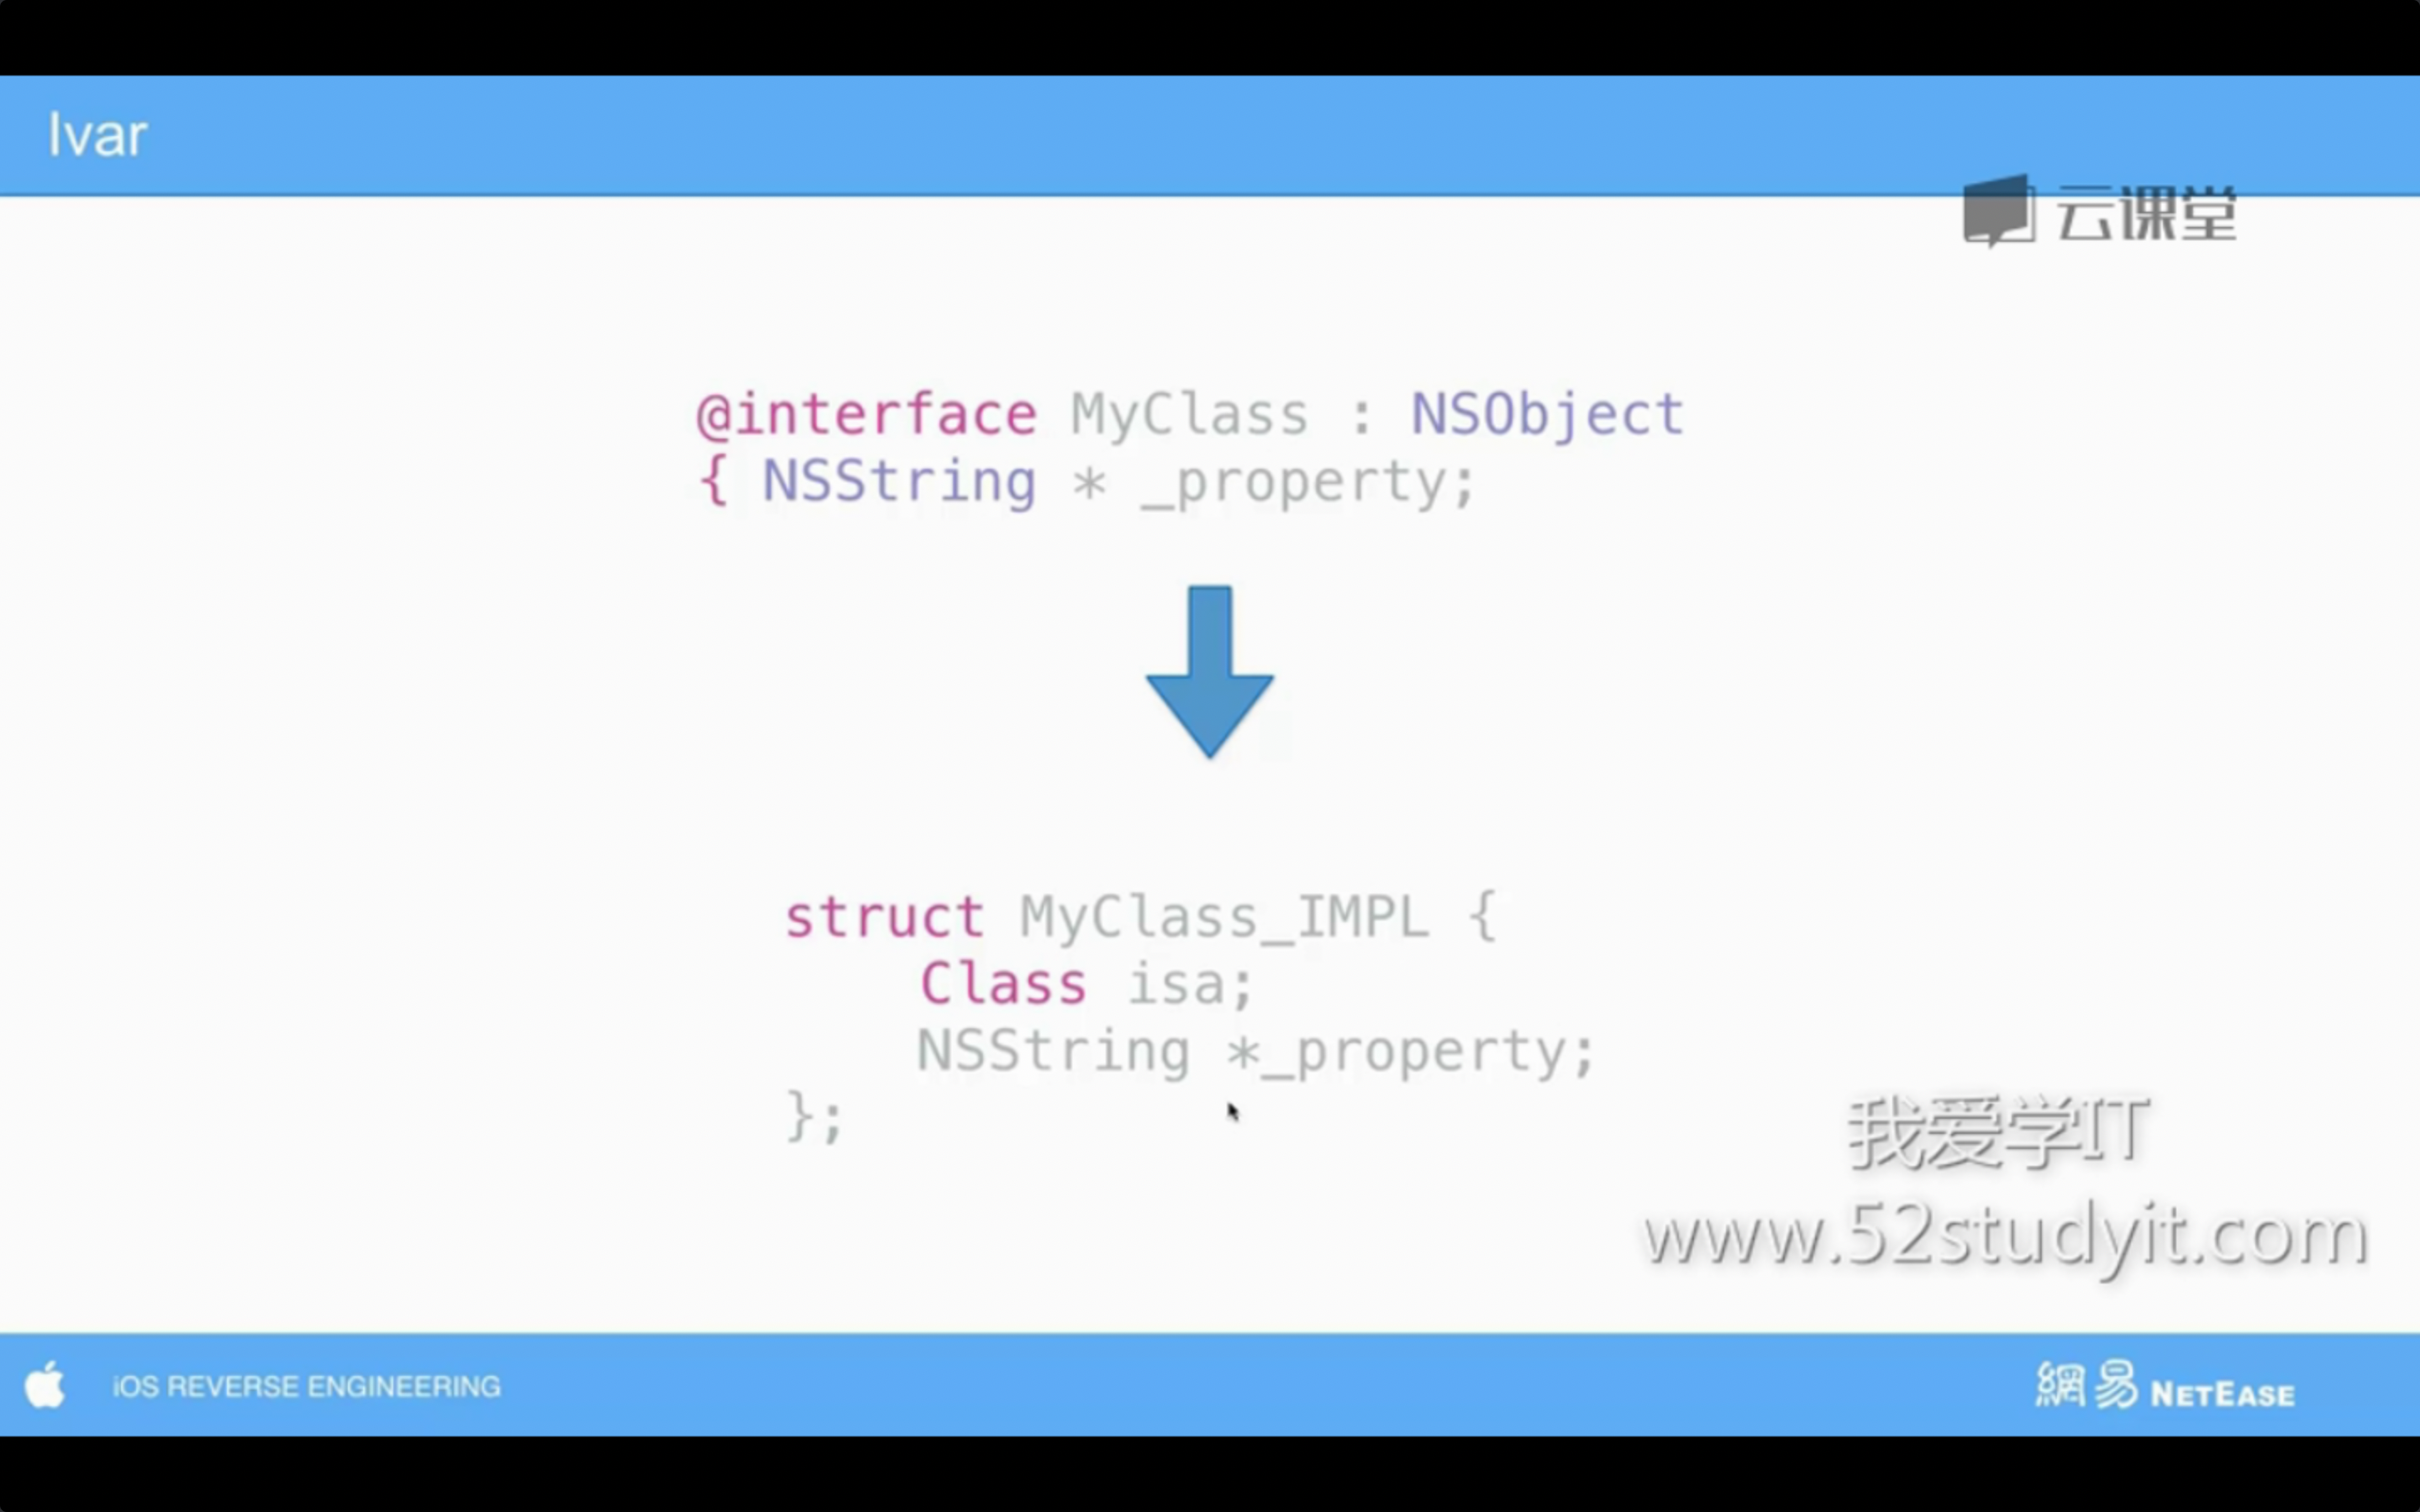 Ivar
云课堂
@interface MyClass : NSObject
{ NSString * _property;
struct MyClass_IMPL {
Class isa;
NSString *_property;
};
我爱学IT
www.52studyit.com
iOS REVERSE ENGINEERING
網易 NETEASE